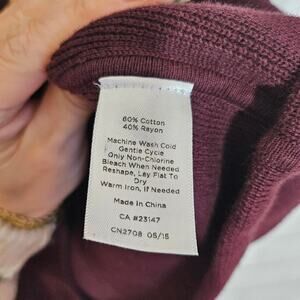 60% Cotton
40% Rayon
Machine Wash Cold
Gentle Cycle
Only Non-Chlorine
Bleach When Needed
Reshape, Lay Flat To
Dry
Warm Iron, If Needed
Made In China
CA #23147
CN2708 05/15